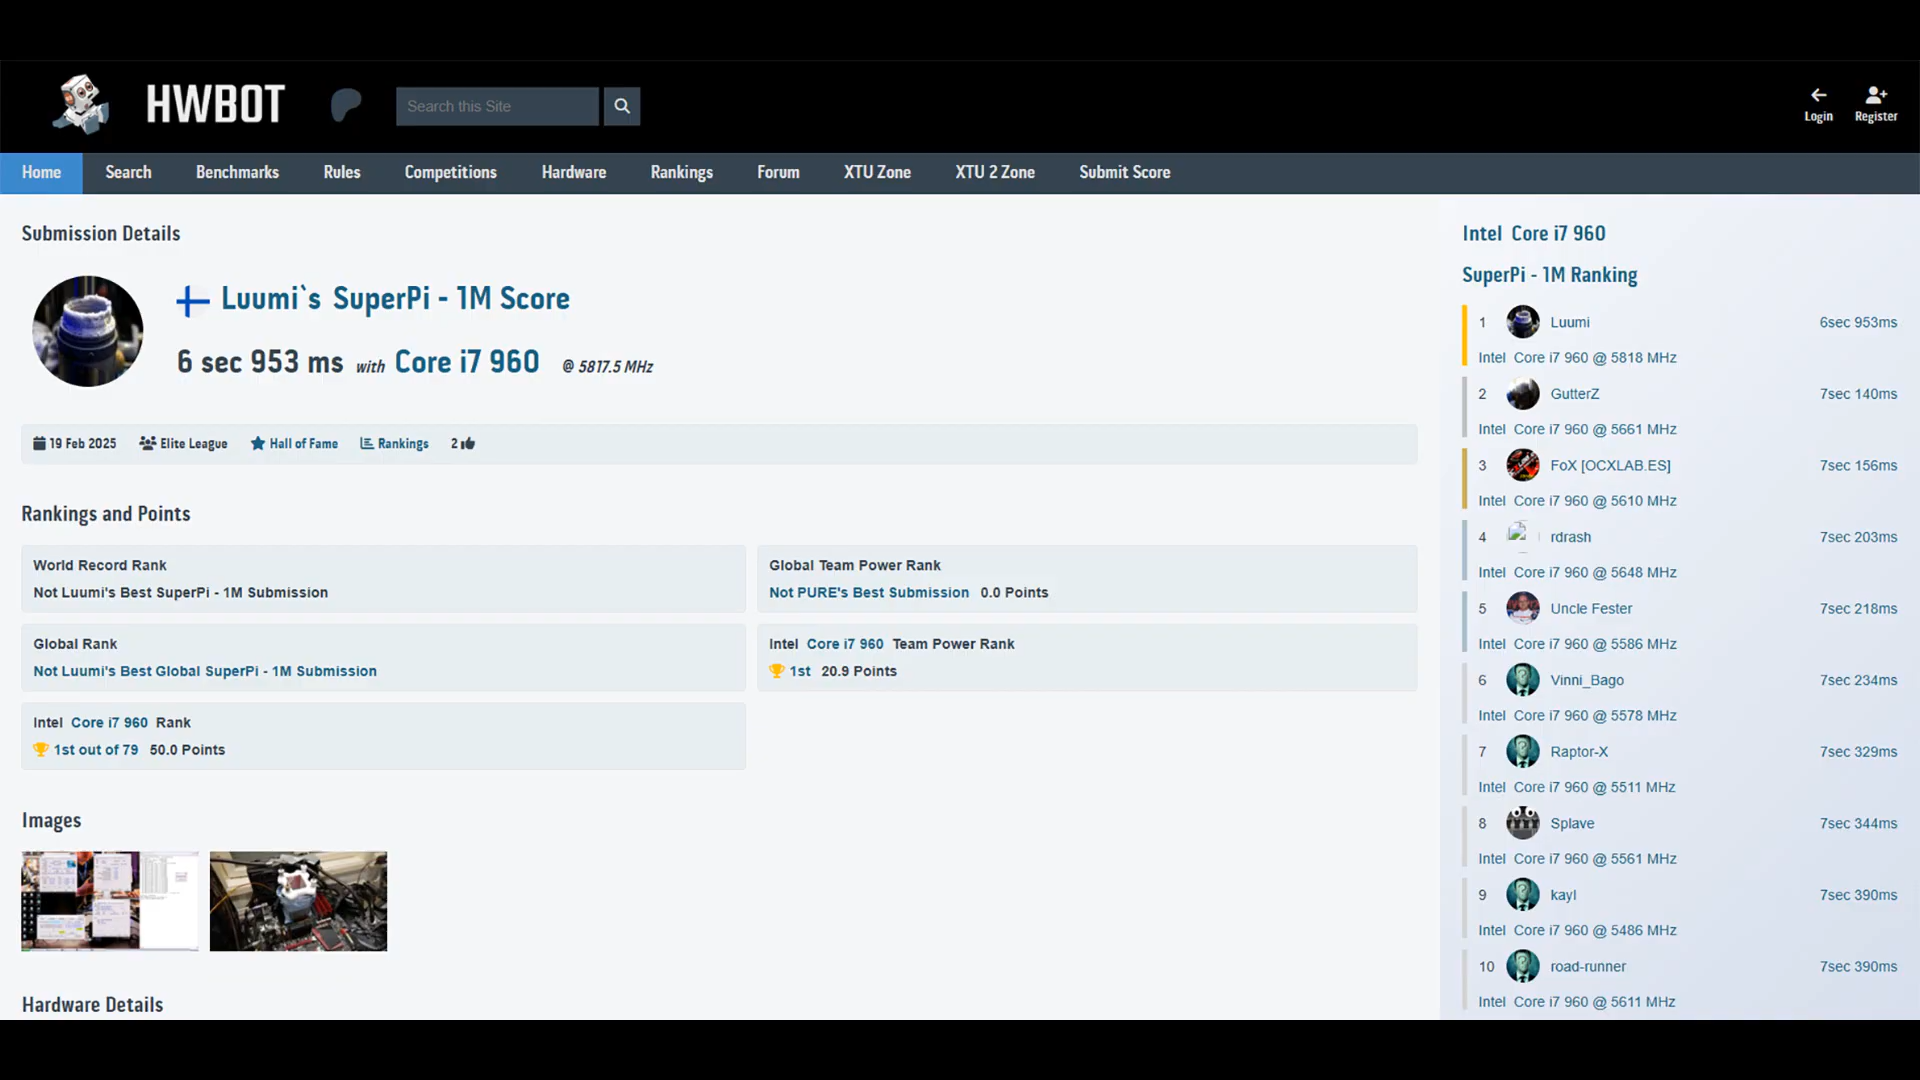 HWBOT
Search this Site
Login
Register
Home Search Benchmarks Rules Competitions Hardware Rankings Forum XTU Zone XTU 2 Zone Submit Score
Submission Details
Luumi`s SuperPi - 1M Score
6 sec 953 ms with Core i7 960 @ 5817.5 MHz
19 Feb 2025 Elite League Hall of Fame Rankings 2
Rankings and Points
World Record Rank
Not Luumi's Best SuperPi - 1M Submission
Global Team Power Rank
Not PURE's Best Submission 0.0 Points
Global Rank
Not Luumi's Best Global SuperPi - 1M Submission
Intel Core i7 960 Team Power Rank
1st 20.9 Points
Intel Core i7 960 Rank
1st out of 79 50.0 Points
Images
Hardware Details
Intel Core i7 960
SuperPi - 1M Ranking
1 Luumi 6sec 953ms
Intel Core i7 960 @ 5818 MHz
2 GutterZ 7sec 140ms
Intel Core i7 960 @ 5661 MHz
3 FoX [OCXLAB.ES] 7sec 156ms
Intel Core i7 960 @ 5610 MHz
4 rdrash 7sec 203ms
Intel Core i7 960 @ 5648 MHz
5 Uncle Fester 7sec 218ms
Intel Core i7 960 @ 5586 MHz
6 Vinni_Bago 7sec 234ms
Intel Core i7 960 @ 5578 MHz
7 Raptor-X 7sec 329ms
Intel Core i7 960 @ 5511 MHz
8 Splave 7sec 344ms
Intel Core i7 960 @ 5561 MHz
9 kayl 7sec 390ms
Intel Core i7 960 @ 5486 MHz
10 road-runner 7sec 390ms
Intel Core i7 960 @ 5611 MHz